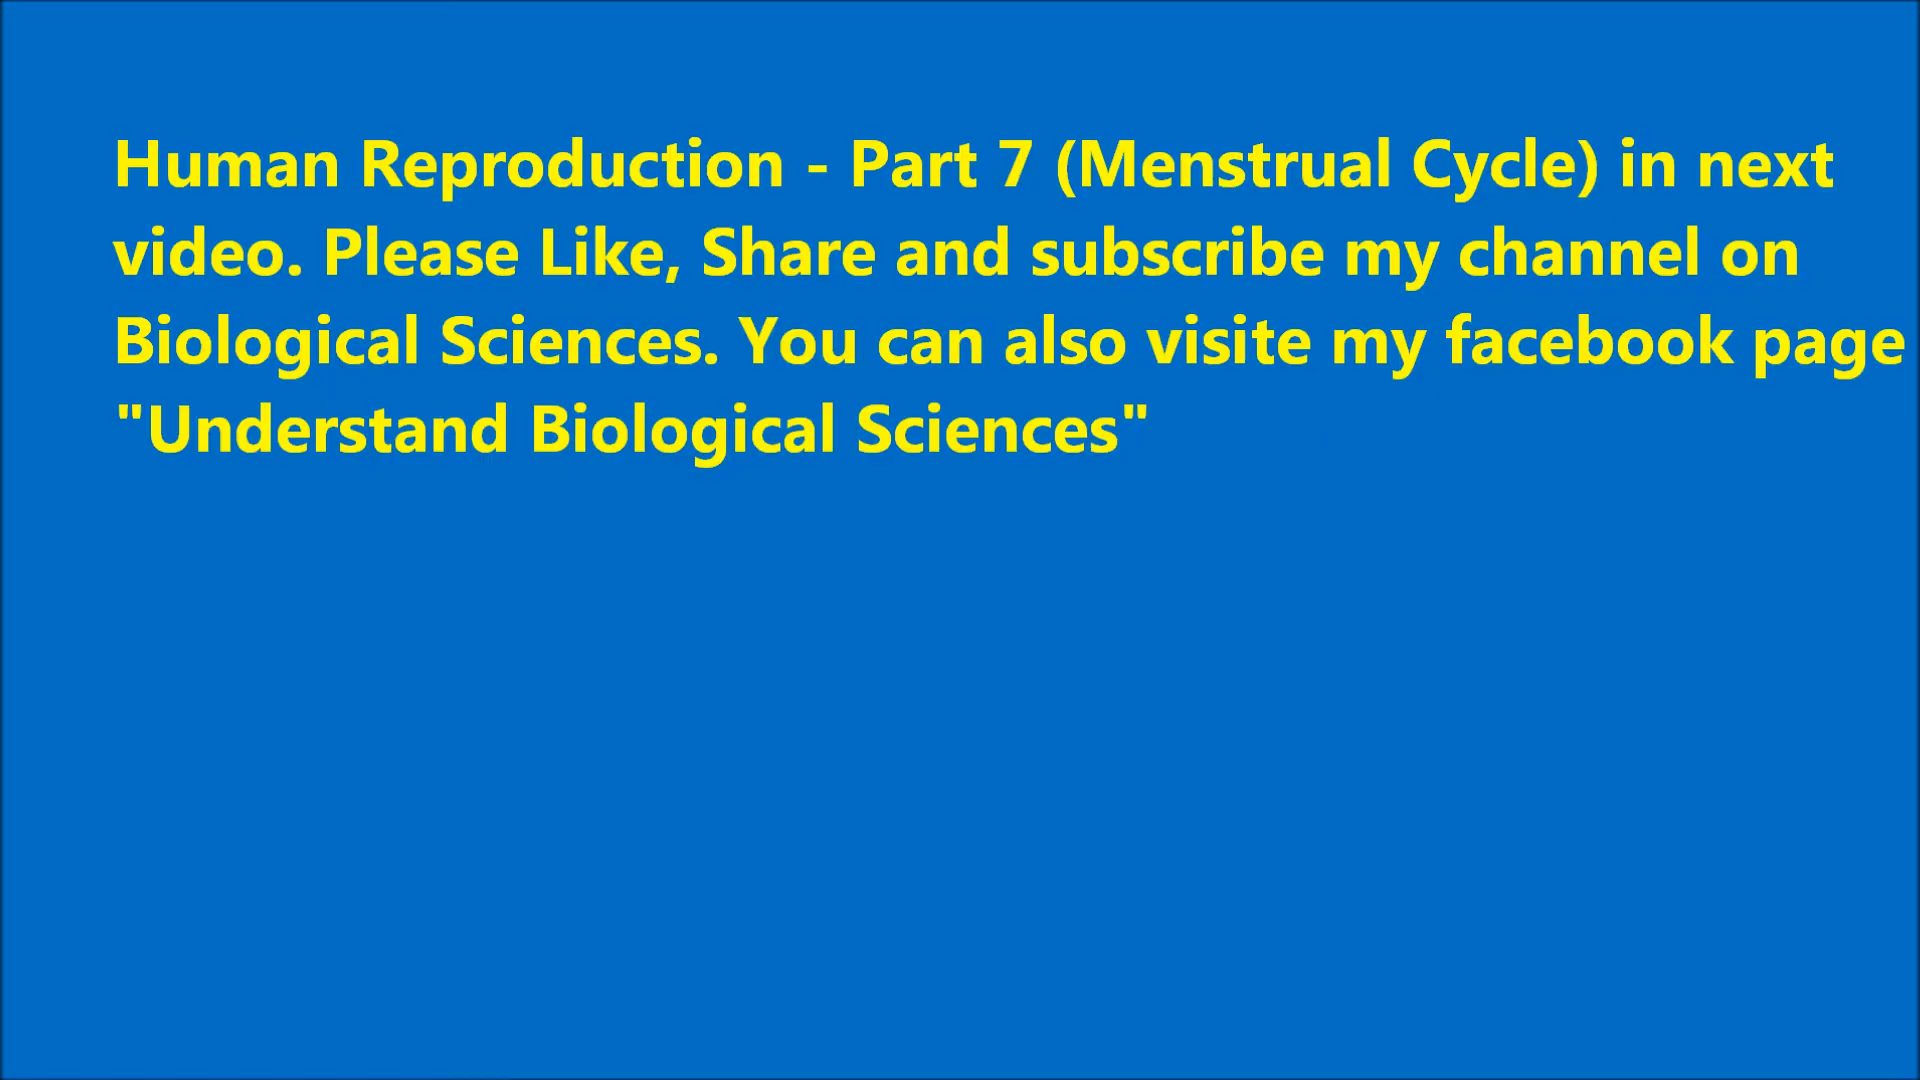 Human Reproduction - Part 7 (Menstrual Cycle) in next
video. Please Like, Share and subscribe my channel on
Biological Sciences. You can also visite my facebook page
"Understand Biological Sciences"